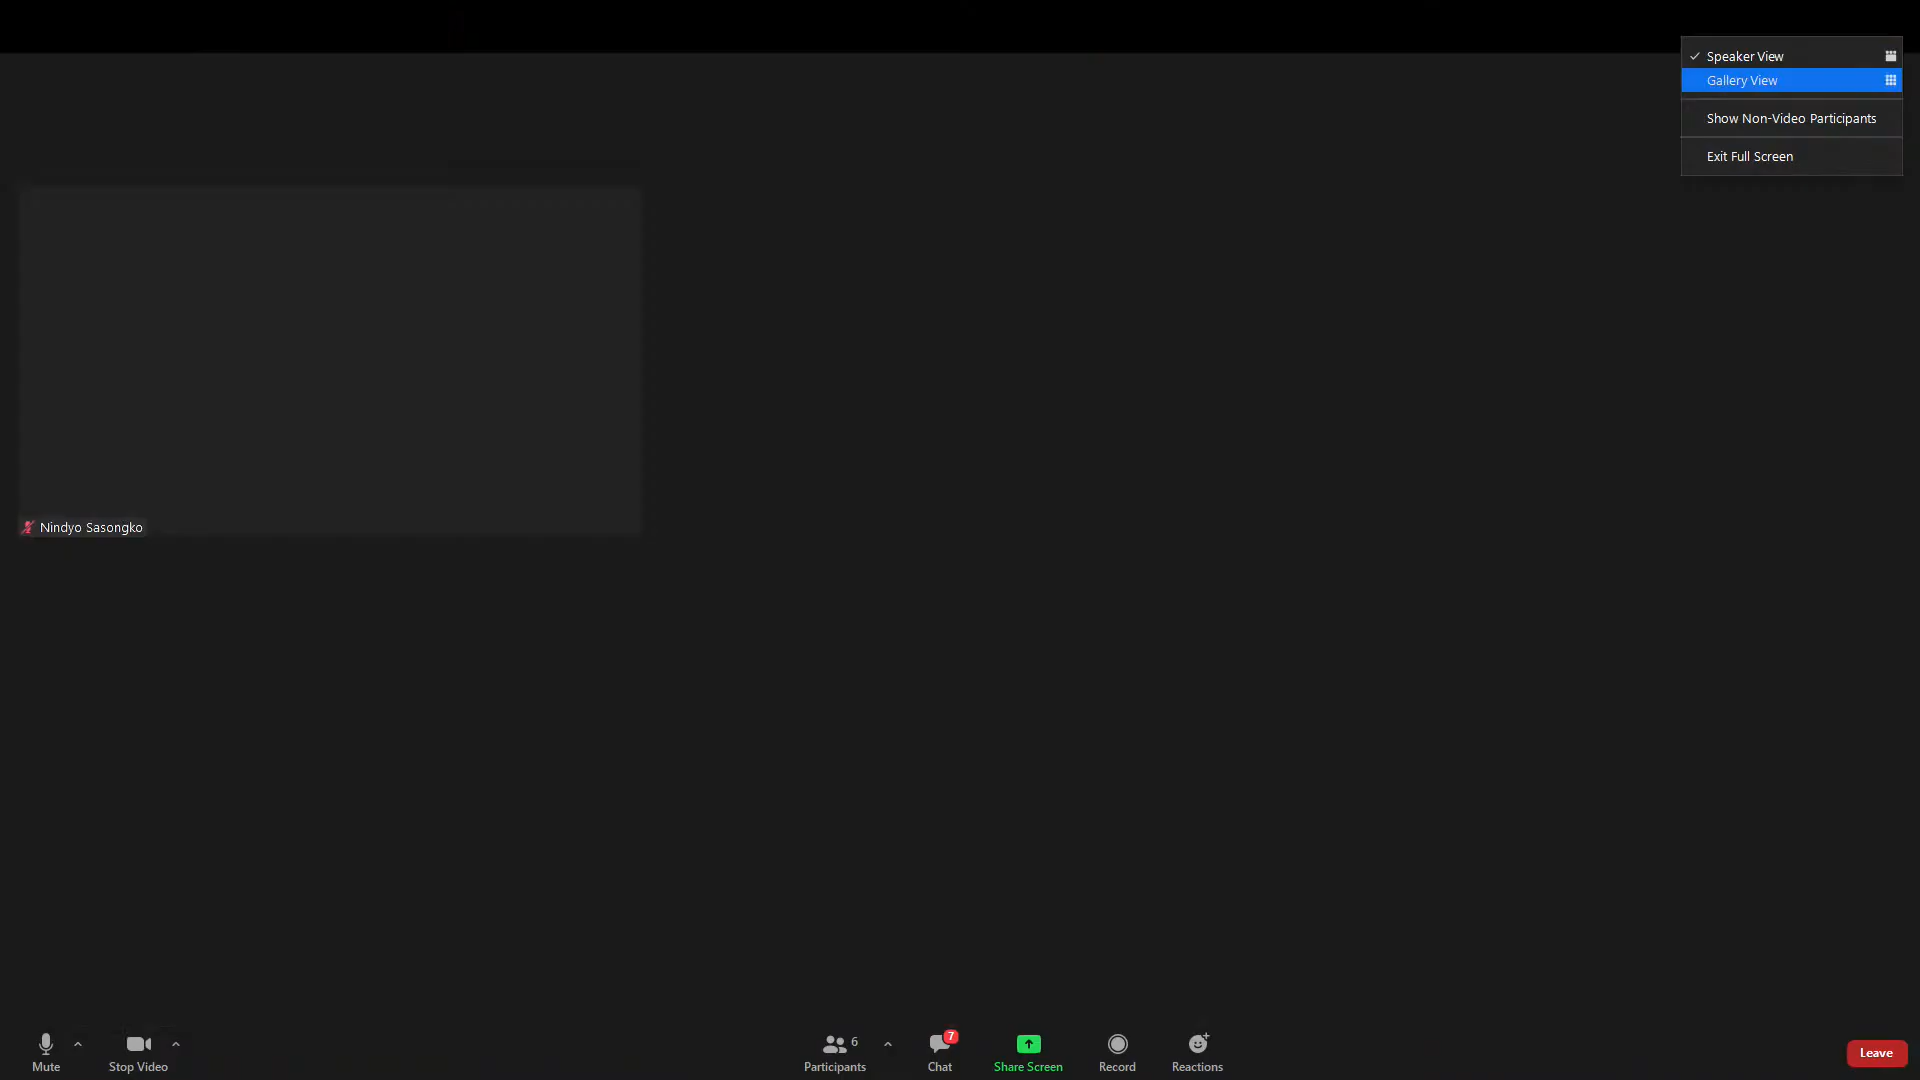 Speaker View
Gallery View
Show Non-Video Participants
Exit Full Screen
Nindyo Sasongko
Mute
Stop Video
6
Participants
7
Chat
Share Screen
Record
Reactions
Leave